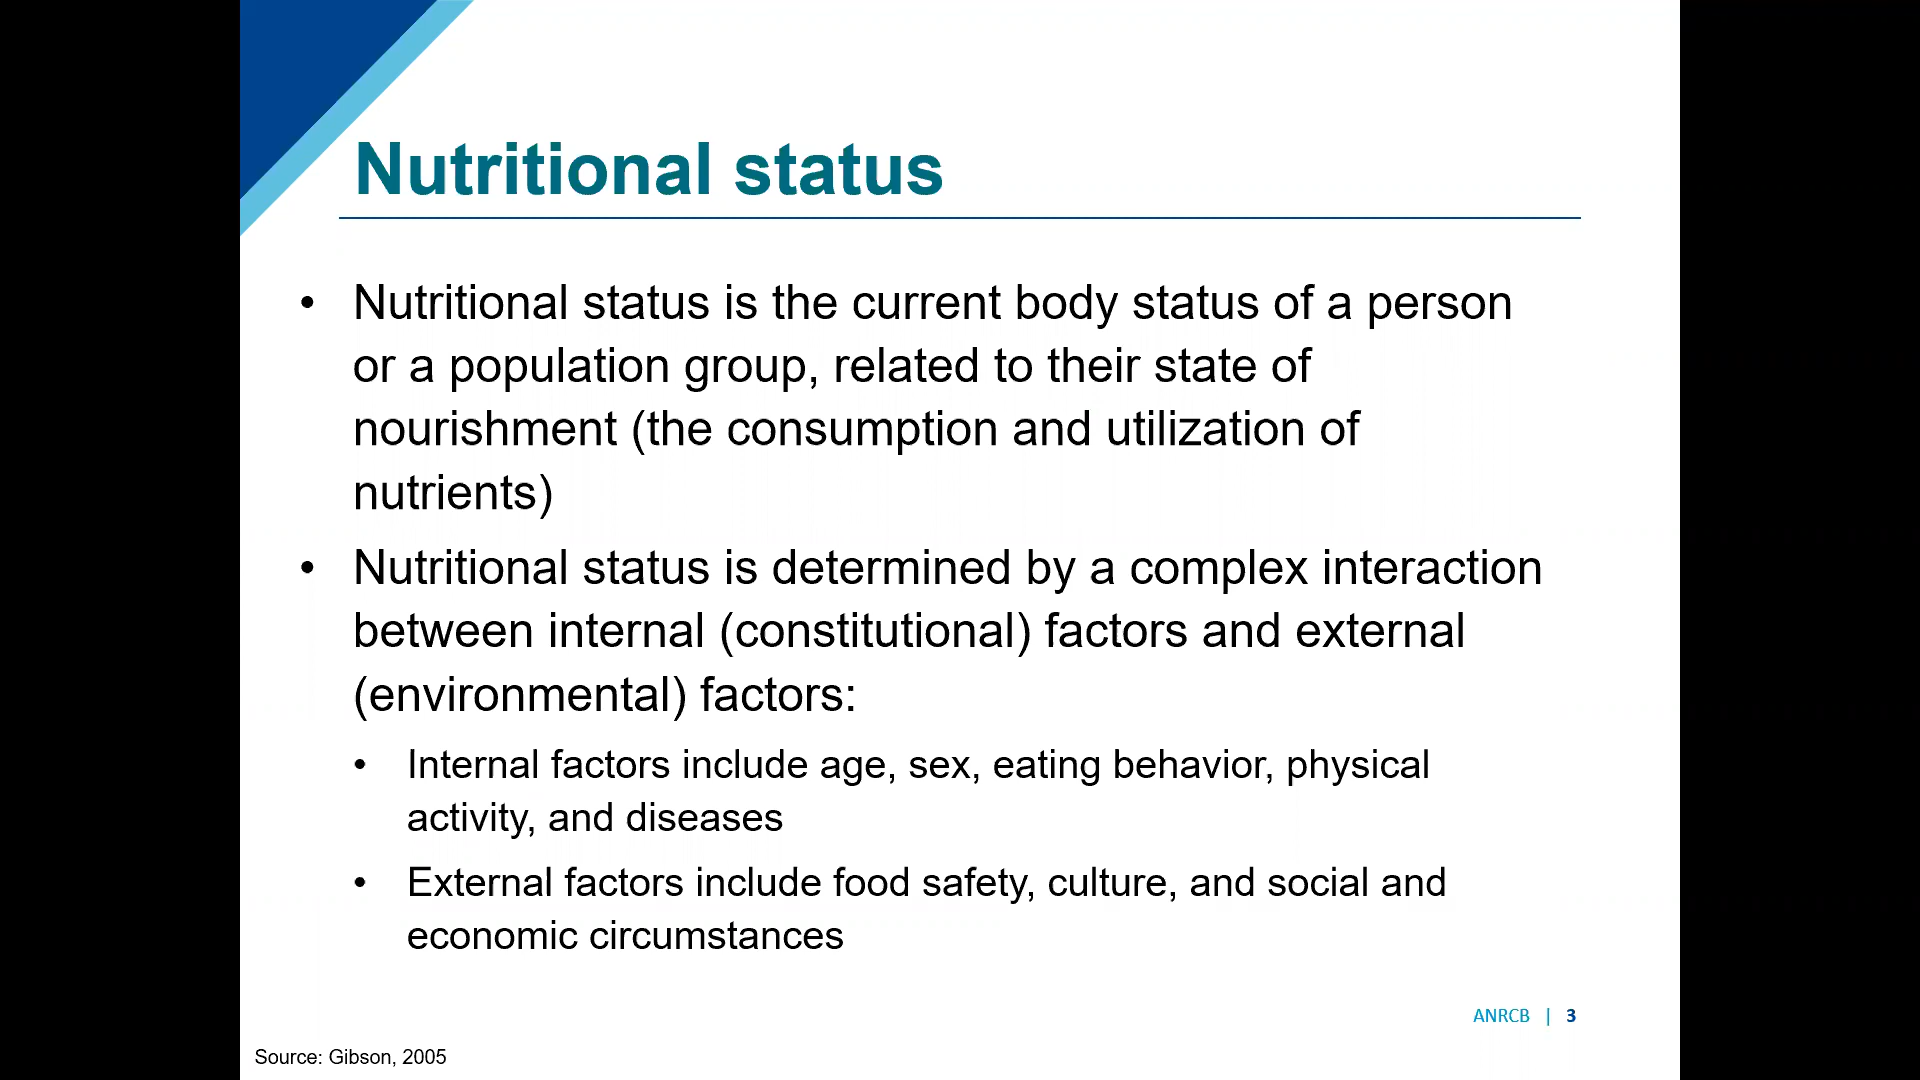 Nutritional status
• Nutritional status is the current body status of a person
or a population group, related to their state of
nourishment (the consumption and utilization of
nutrients)
• Nutritional status is determined by a complex interaction
between internal (constitutional) factors and external
(environmental) factors:
• Internal factors include age, sex, eating behavior, physical
activity, and diseases
• External factors include food safety, culture, and social and
economic circumstances
ANRCB | 3
Source: Gibson, 2005